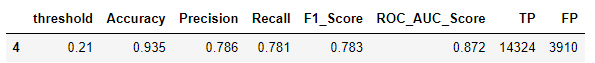 threshold Accuracy Precision Recall F1_Score ROC_AUC_Score TP FP
4 0.21 0.935 0.786 0.781 0.783 0.872 14324 3910